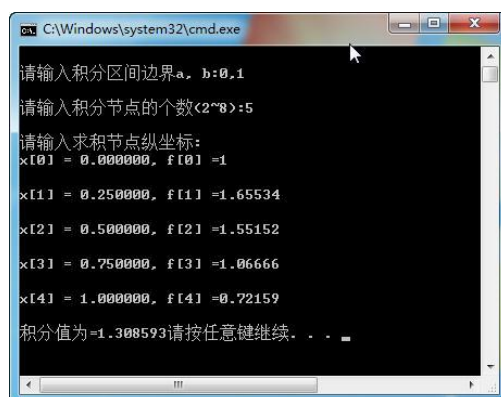 C:\Windows\system32\cmd.exe
请输入积分区间边界a, b:0,1
请输入积分节点的个数(2~8):5
请输入求积节点纵坐标:
x[0] = 0.000000, f[0] =1
x[1] = 0.250000, f[1] =1.65534
x[2] = 0.500000, f[2] =1.55152
x[3] = 0.750000, f[3] =1.06666
x[4] = 1.000000, f[4] =0.72159
积分值为=1.308593请按任意键继续. . .